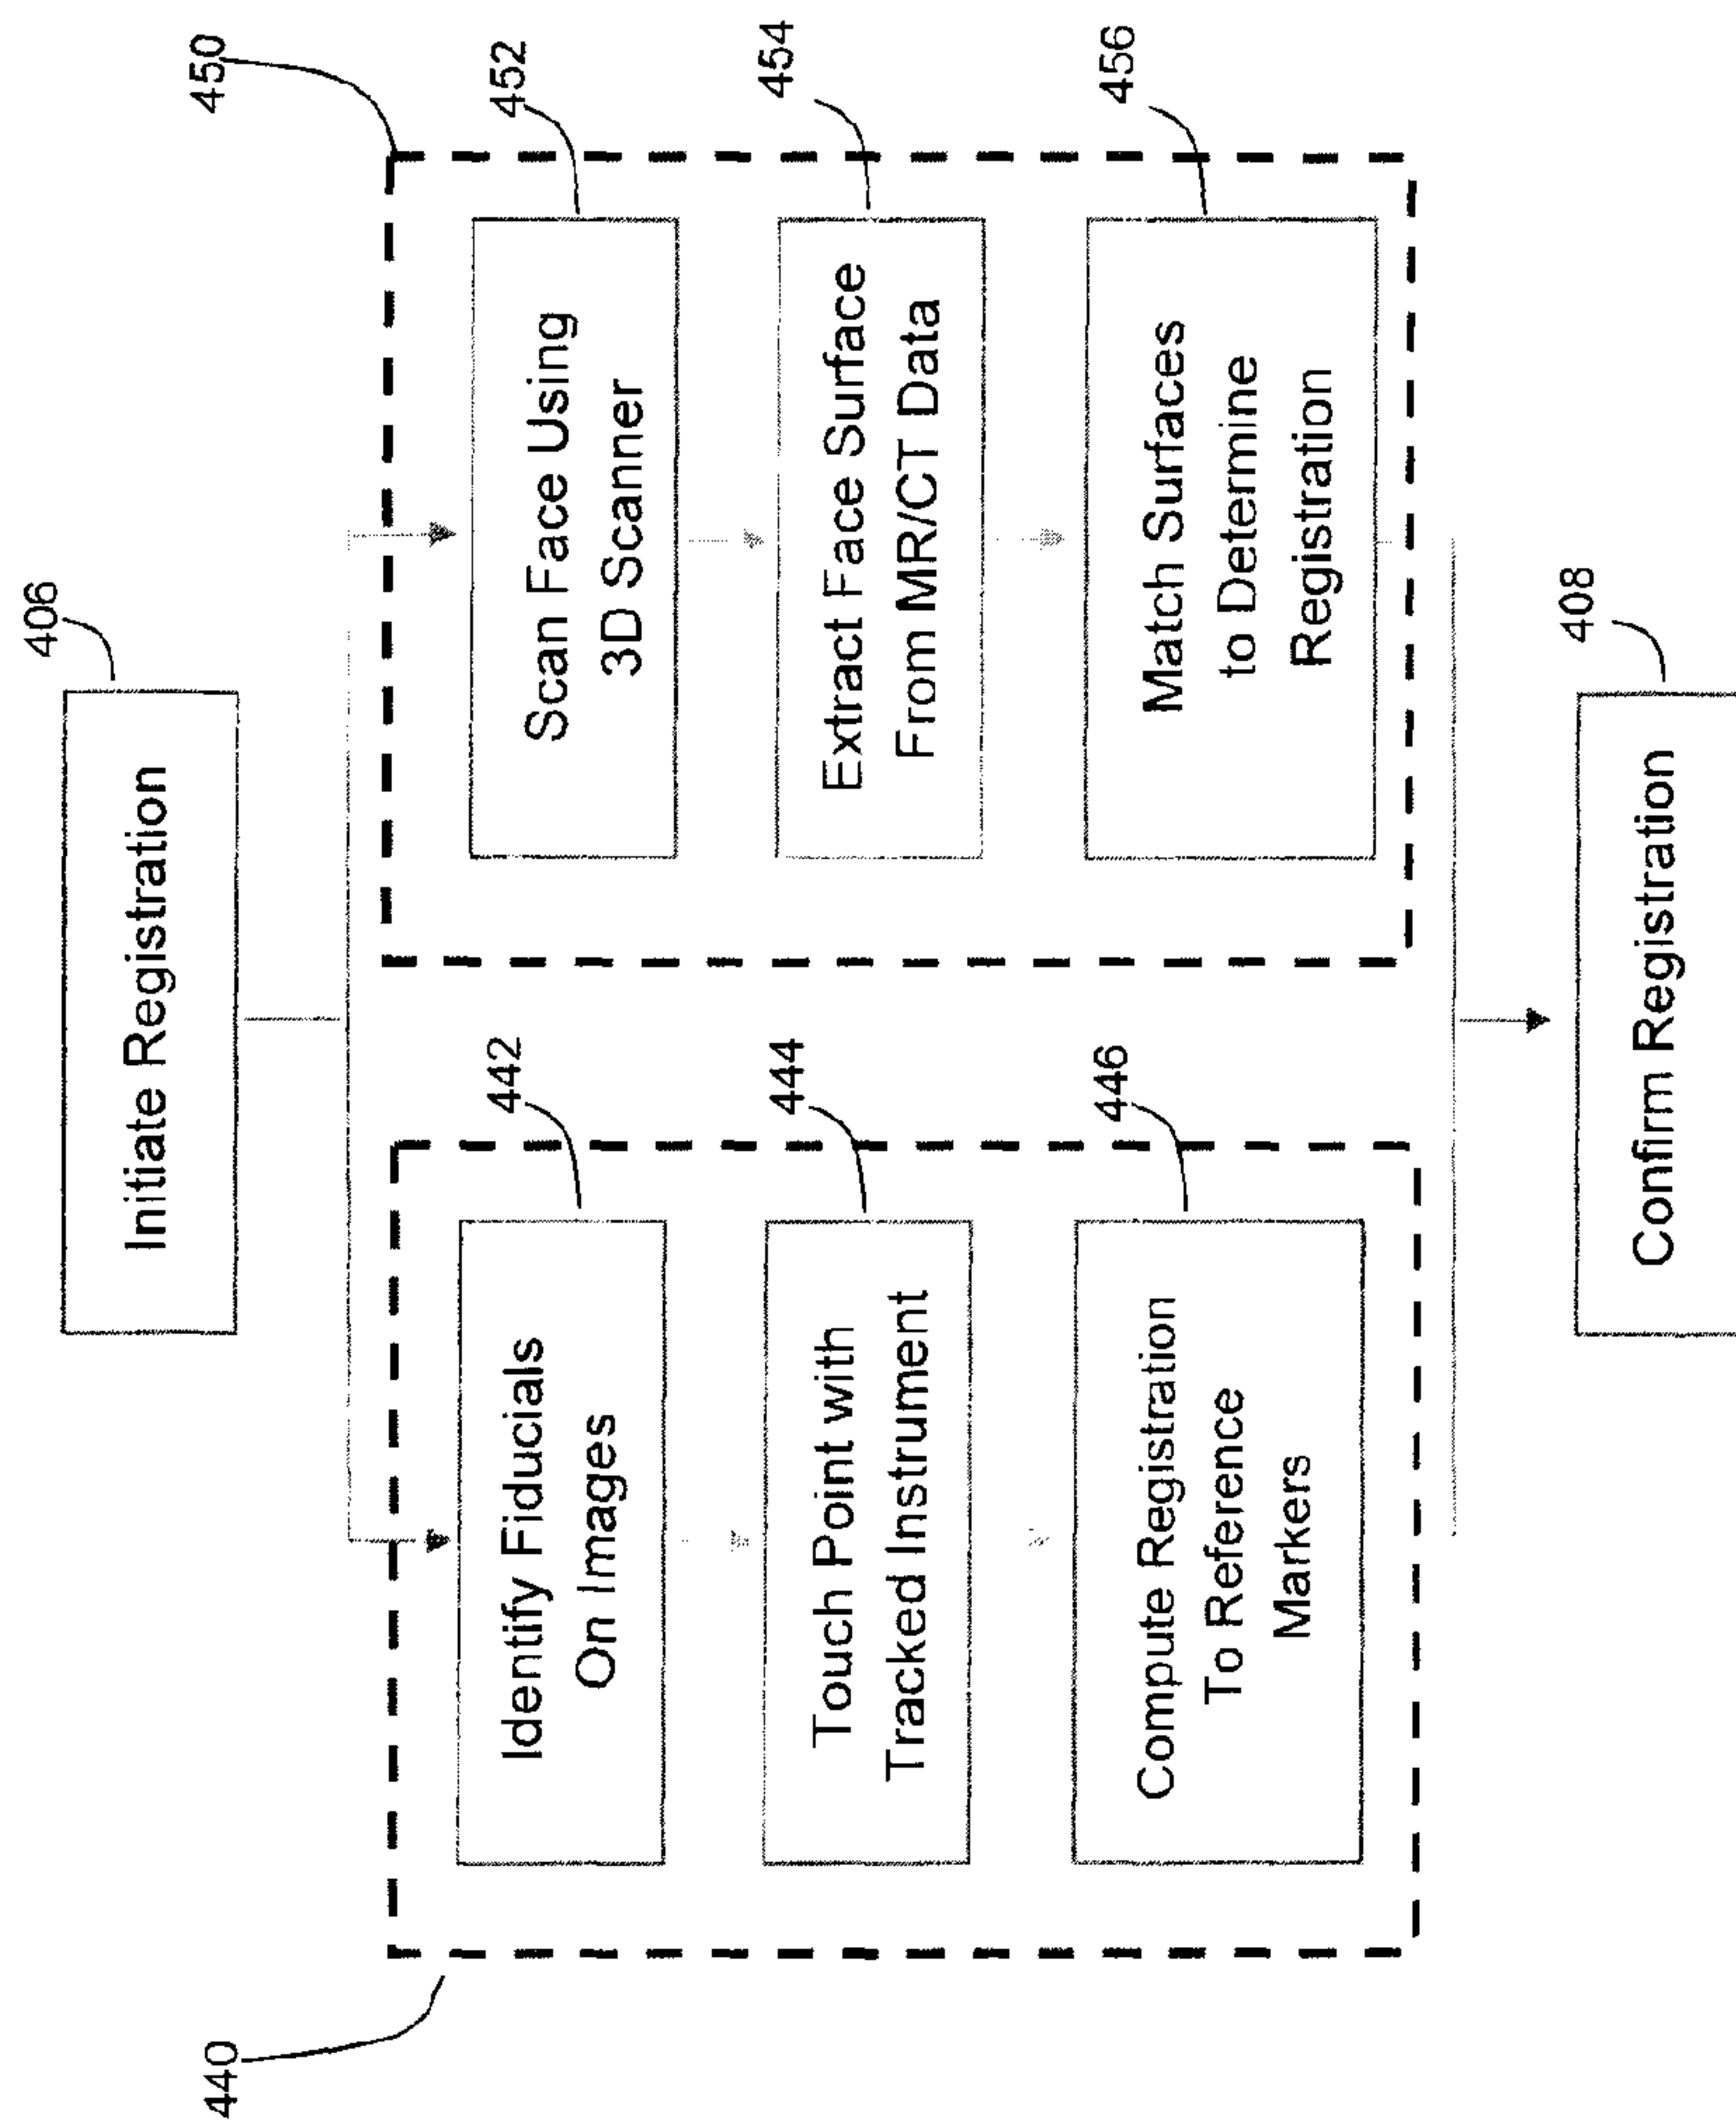 406
Initiate Registration
440
442
Identify Fiducials
On Images
444
Touch Point with
Tracked Instrument
446
Compute Registration
To Reference
Markers
450
452
Scan Face Using
3D Scanner
454
Extract Face Surface
From MR/CT Data
456
Match Surfaces
to Determine
Registration
408
Confirm Registration